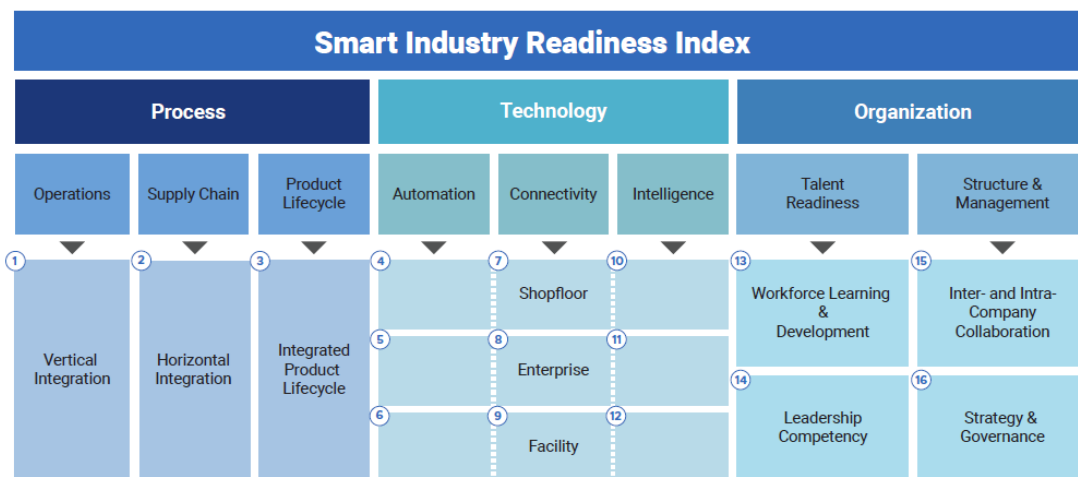 Smart Industry Readiness Index
Process
Technology
Organization
Operations
Supply Chain
Product
Lifecycle
Automation
Connectivity
Intelligence
Talent
Readiness
Structure &
Management
1
Vertical
Integration
2
Horizontal
Integration
3
Integrated
Product
Lifecycle
4
7
10
Shopfloor
5
8
11
Enterprise
6
9
12
Facility
13
Workforce Learning
&
Development
14
Leadership
Competency
15
Inter- and Intra-
Company
Collaboration
16
Strategy &
Governance